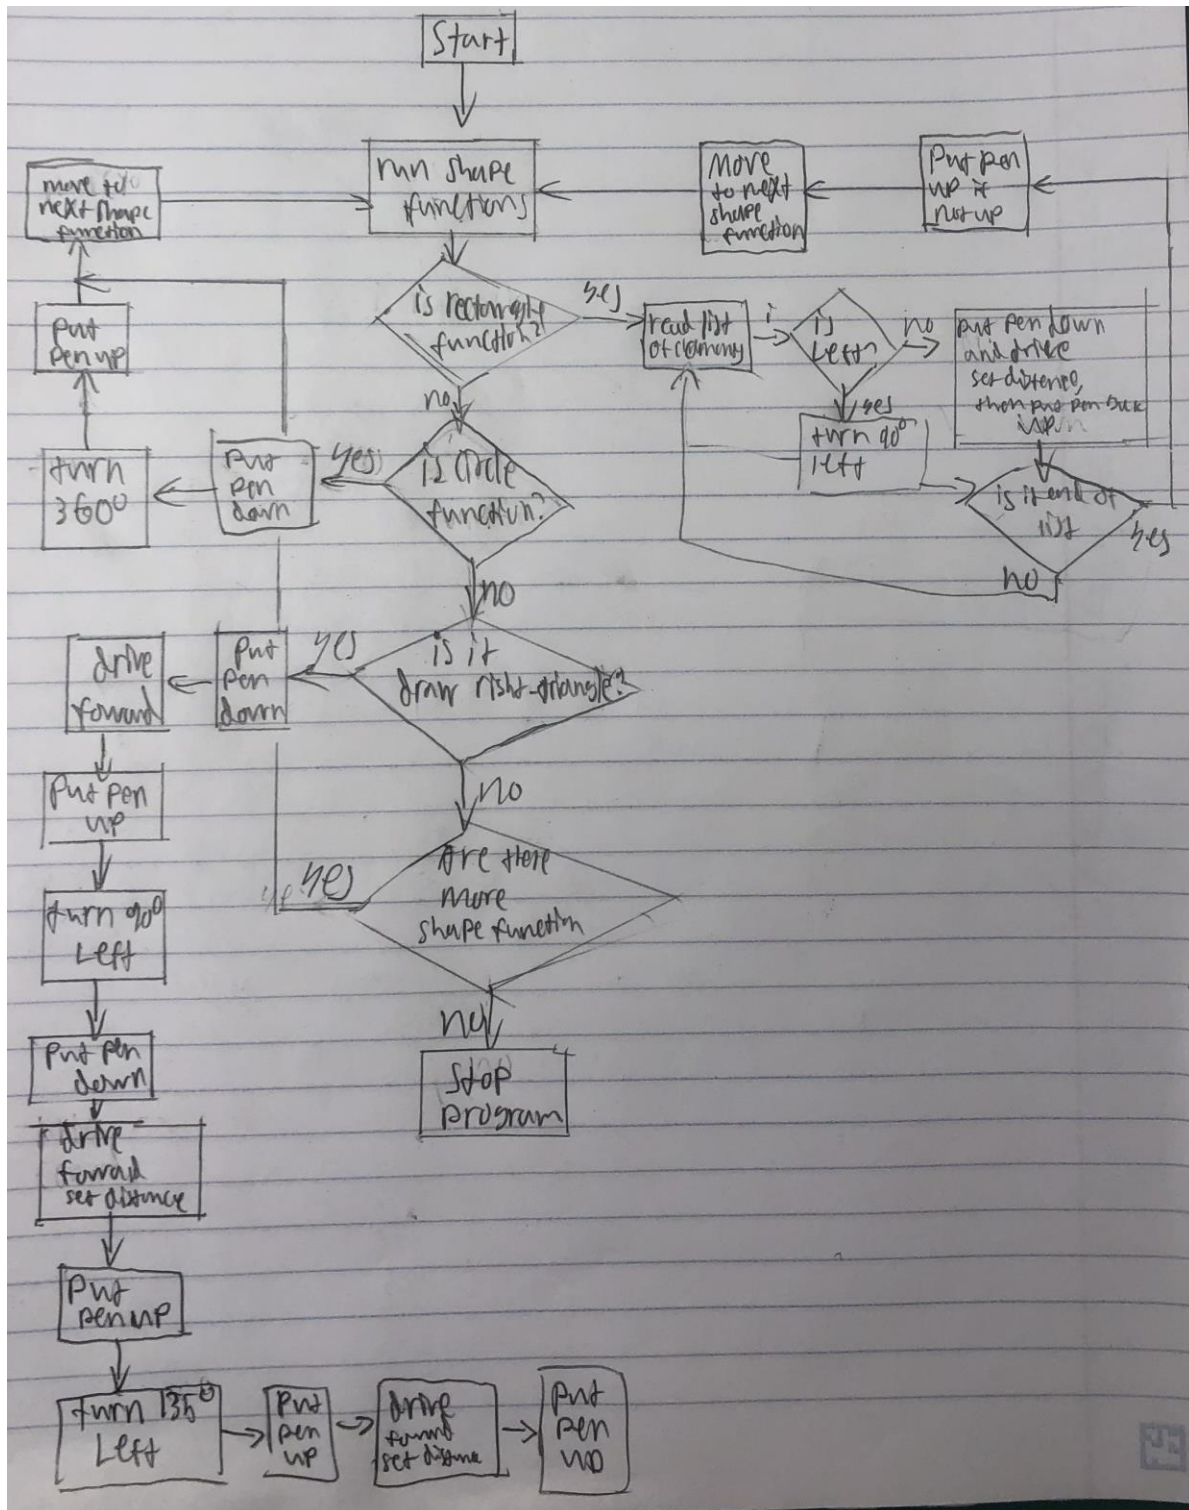 Start
run shape
functions
move to
next shape
function
Move
to next
shape
function
Put pen
up if
not up
is rectangle
function?
yes
read list
of
i
is
Left?
no
put pen down
and drive
set distance,
then put pen back
up
yes
turn 90°
left
is it end of
list
yes
no
put
pen up
no
is circle
function?
yes
put
pen
down
turn
360°
no
is it
draw right-triangle?
yes
put
pen
down
drive
foward
put pen
up
turn 90°
Left
put pen
down
drive
forward
set distance
put
pen up
turn 135°
Left
put
pen
up
drive
forward
set distance
put
pen
up
no
Are there
more
shape function
yes
no
Stop
program